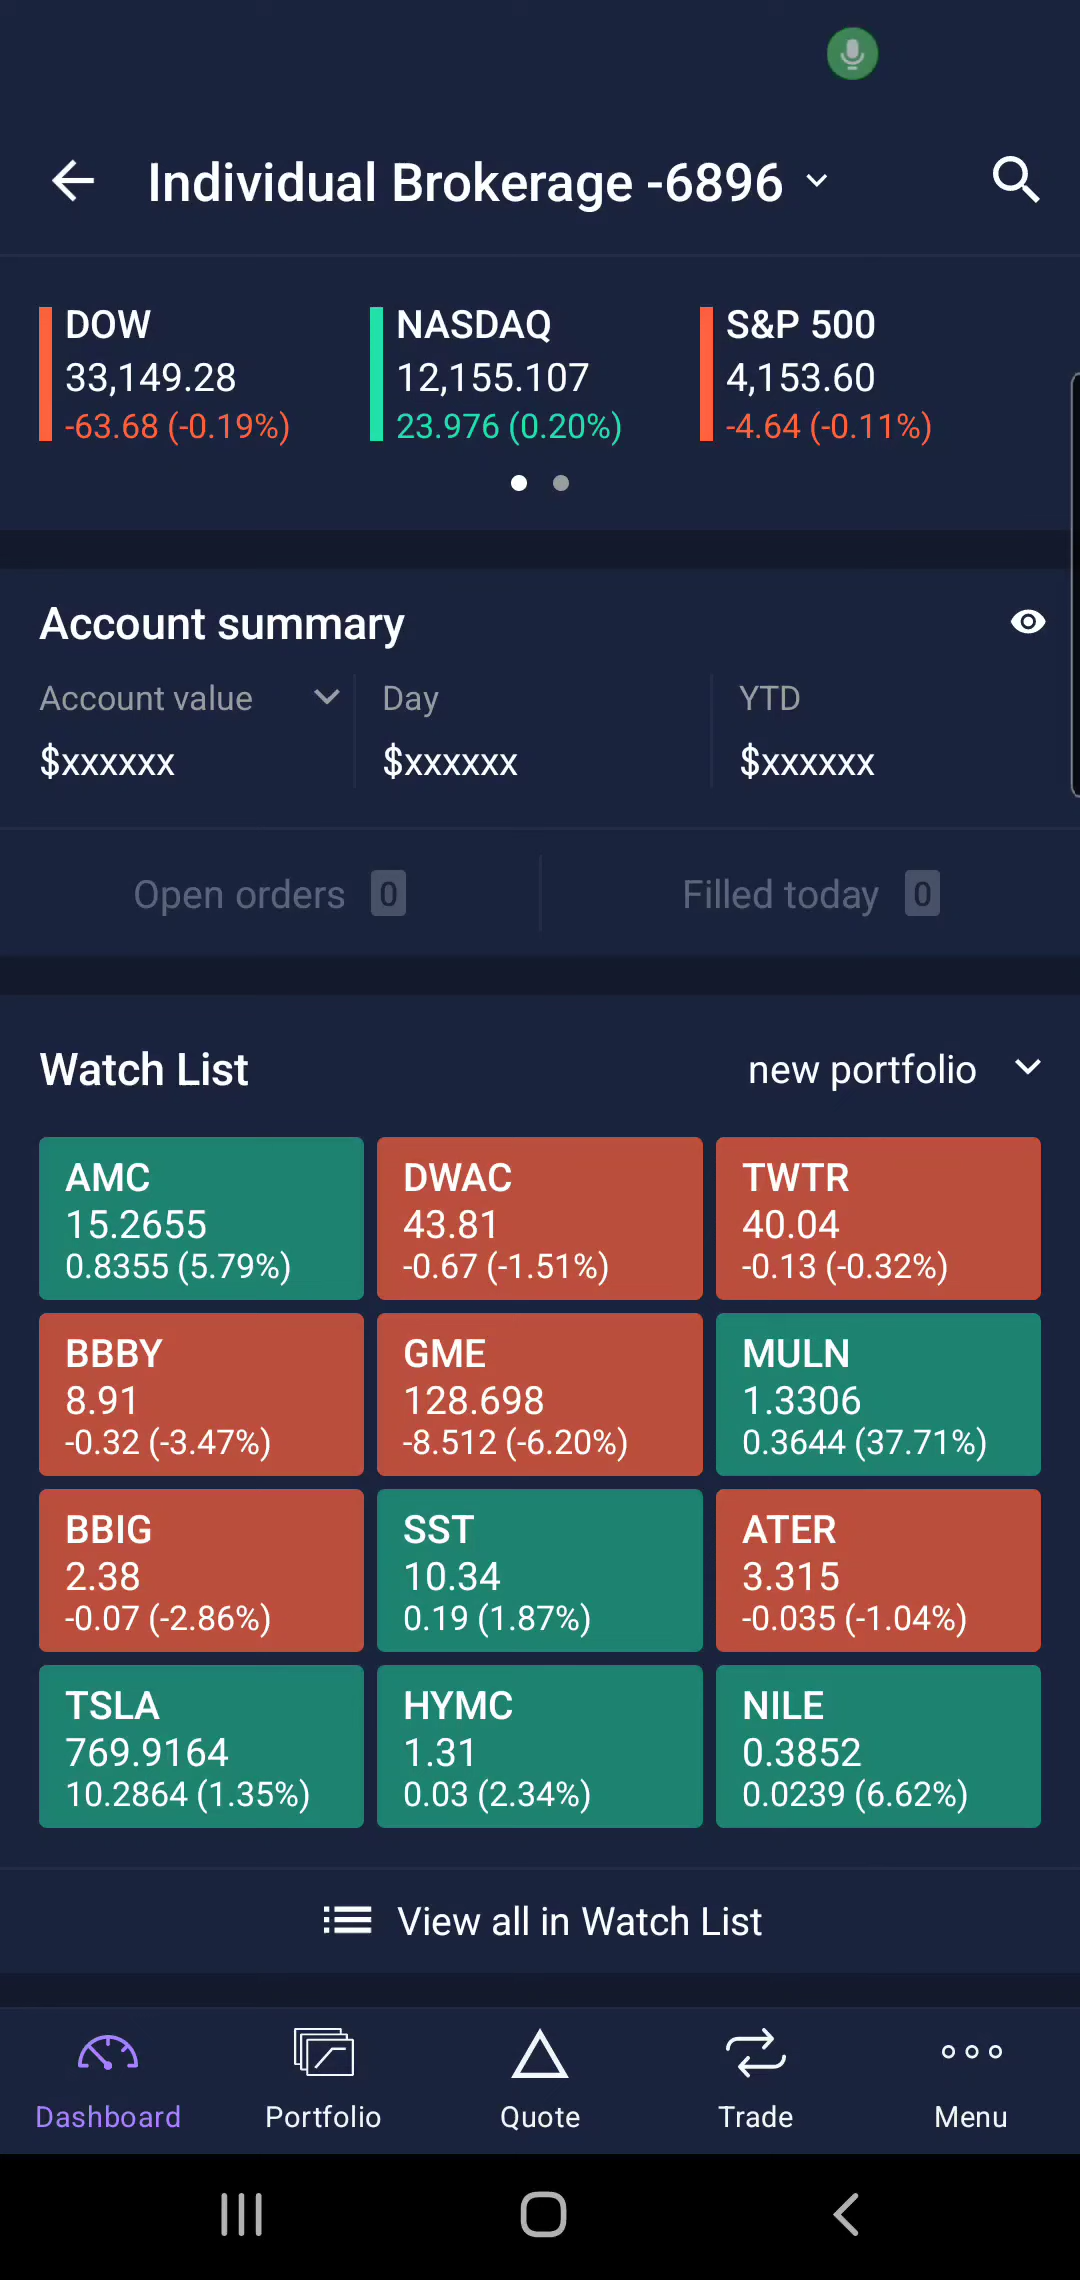 Individual Brokerage -6896
DOW
33,149.28
-63.68 (-0.19%)
NASDAQ
12,155.107
23.976 (0.20%)
S&P 500
4,153.60
-4.64 (-0.11%)
Account summary
Account value
$xxxxxx
Day
$xxxxxx
YTD
$xxxxxx
Open orders 0
Filled today 0
Watch List
new portfolio
AMC
15.2655
0.8355 (5.79%)
DWAC
43.81
-0.67 (-1.51%)
TWTR
40.04
-0.13 (-0.32%)
BBBY
8.91
-0.32 (-3.47%)
GME
128.698
-8.512 (-6.20%)
MULN
1.3306
0.3644 (37.71%)
BBIG
2.38
-0.07 (-2.86%)
SST
10.34
0.19 (1.87%)
ATER
3.315
-0.035 (-1.04%)
TSLA
769.9164
10.2864 (1.35%)
HYMC
1.31
0.03 (2.34%)
NILE
0.3852
0.0239 (6.62%)
View all in Watch List
Dashboard
Portfolio
Quote
Trade
Menu